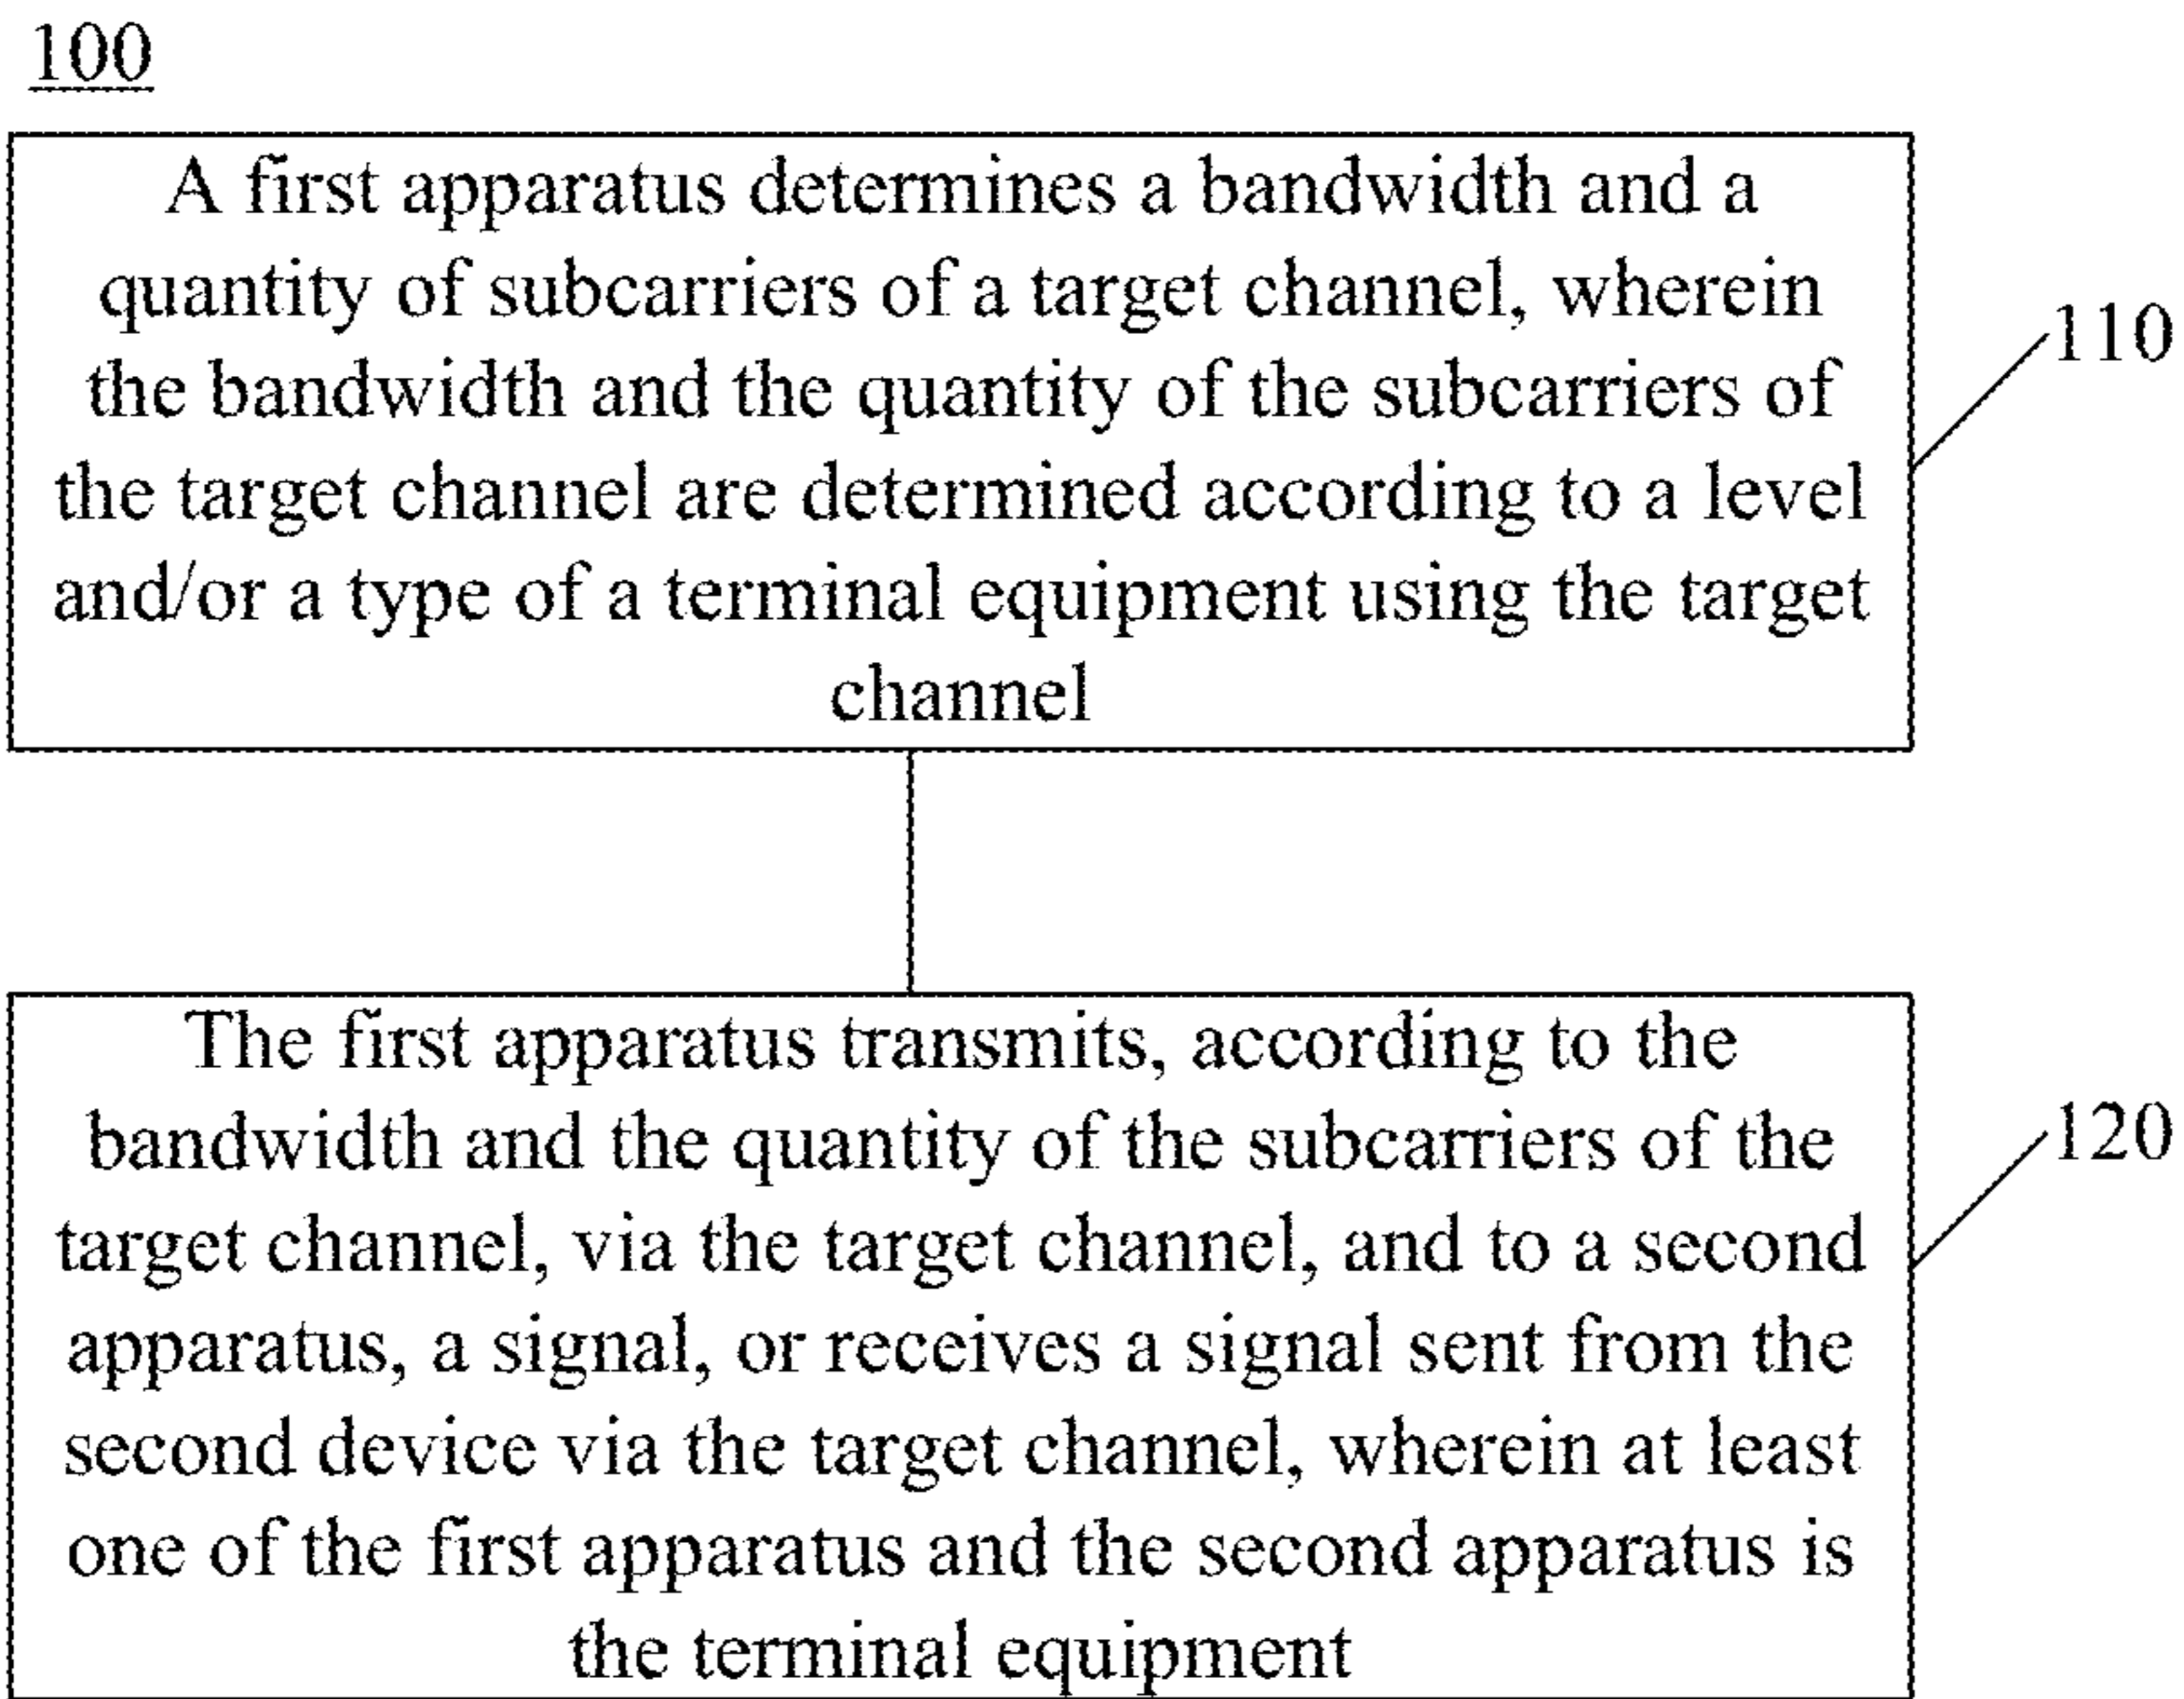 100
A first apparatus determines a bandwidth and a
quantity of subcarriers of a target channel, wherein
the bandwidth and the quantity of the subcarriers of
the target channel are determined according to a level
and/or a type of a terminal equipment using the target
channel
110
The first apparatus transmits, according to the
bandwidth and the quantity of the subcarriers of the
target channel, via the target channel, and to a second
apparatus, a signal, or receives a signal sent from the
second device via the target channel, wherein at least
one of the first apparatus and the second apparatus is
the terminal equipment
120